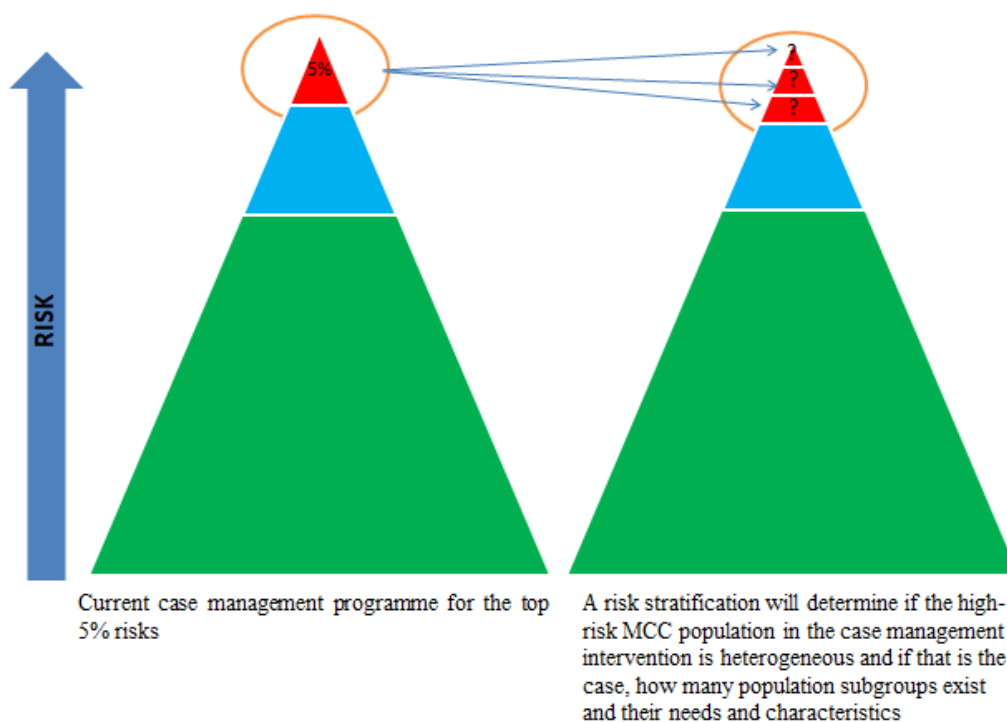 5%
?
?
?
RISK
Current case management programme for the top
5% risks
A risk stratification will determine if the high-
risk MCC population in the case management
intervention is heterogeneous and if that is the
case, how many population subgroups exist
and their needs and characteristics